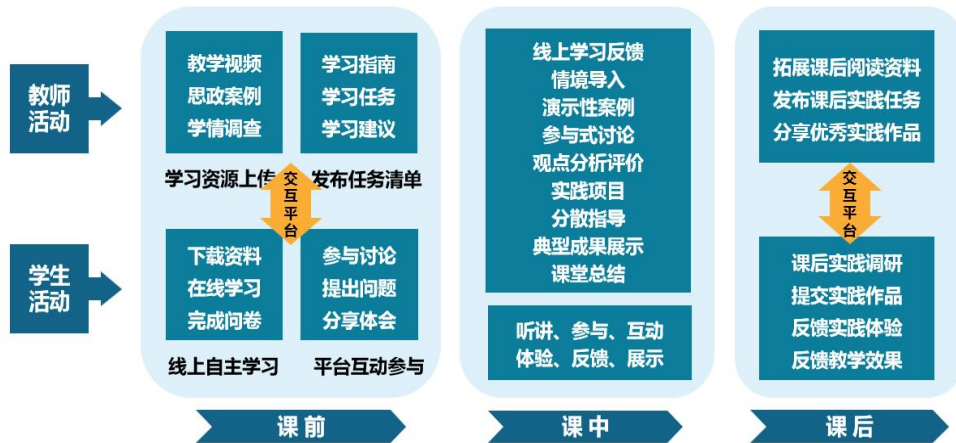 教师
活动
教学视频
思政案例
学情调查
学习指南
学习任务
学习建议
学习资源上传
发布任务清单
交互平台
学生
活动
下载资料
在线学习
完成问卷
参与讨论
提出问题
分享体会
线上自主学习
平台互动参与
课前
线上学习反馈
情境导入
演示性案例
参与式讨论
观点分析评价
实践项目
分散指导
典型成果展示
课堂总结
听讲、参与、互动
体验、反馈、展示
课中
拓展课后阅读资料
发布课后实践任务
分享优秀实践作品
交互平台
课后实践调研
提交实践作品
反馈实践体验
反馈教学效果
课后